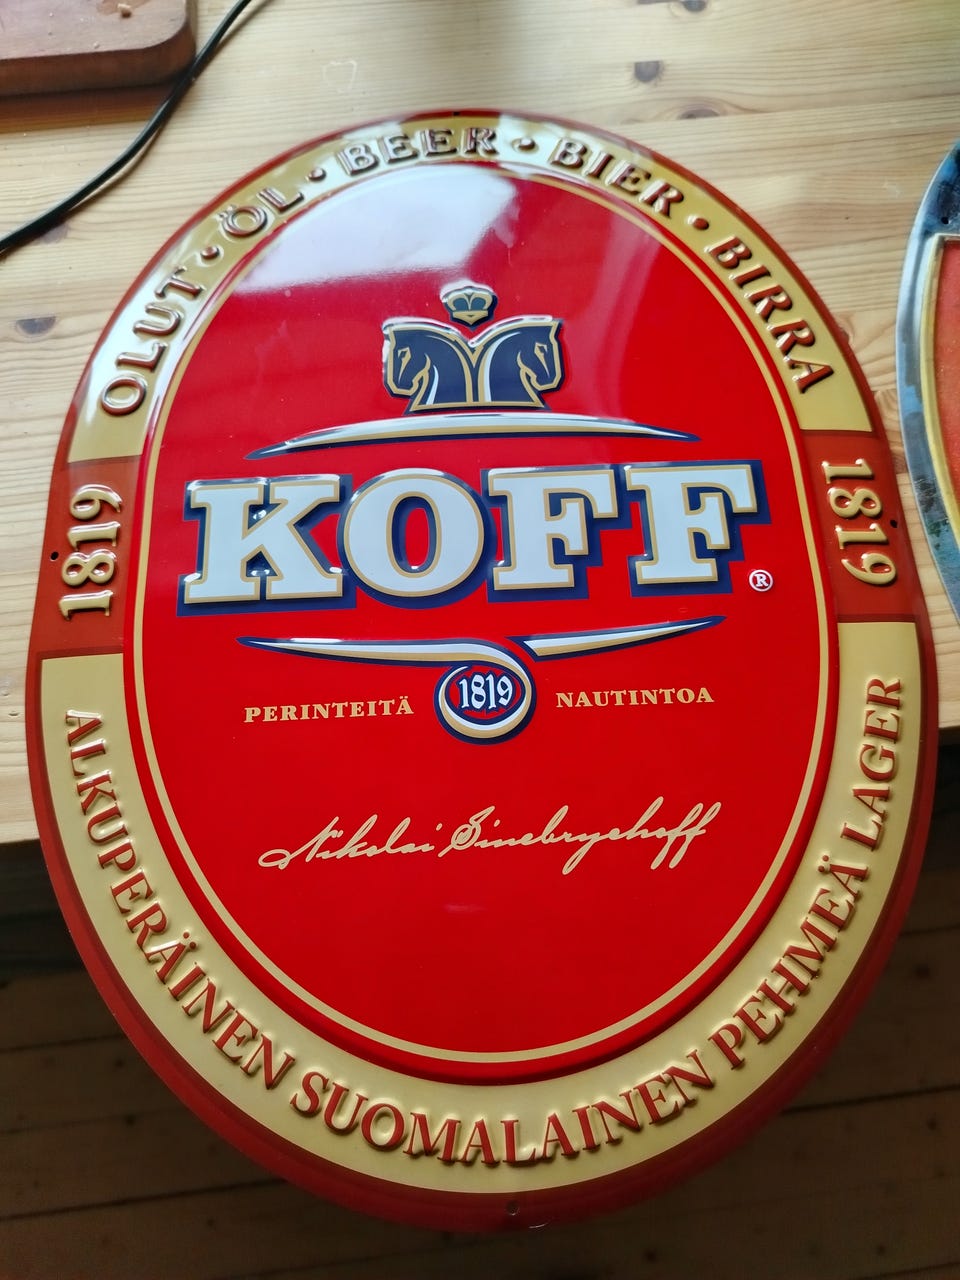 OLUT • ÖL • BEER • BIER • BIRRA
1819
1819
KOFF®
1819
PERINTEITÄ NAUTINTOA
Nikolai Sinebrychoff
ALKUPERÄINEN SUOMALAINEN PEHMEÄ LAGER